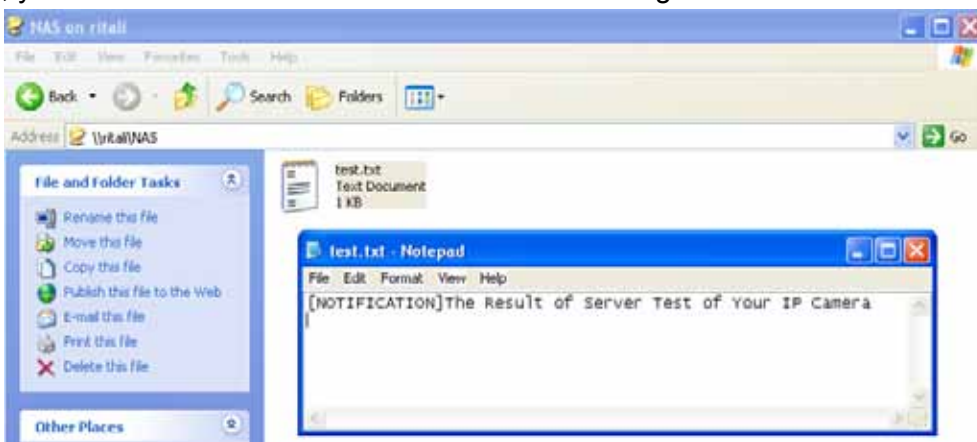 NAS on ritali
File Edit View Favorites Tools Help
Back Search Folders
Address \\ritali\NAS Go
File and Folder Tasks
Rename this file
Move this file
Copy this file
Publish this file to the Web
E-mail this file
Print this file
Delete this file
Other Places
test.txt
Text Document
1 KB
test.txt - Notepad
File Edit Format View Help
[NOTIFICATION]The Result of Server Test of Your IP Camera